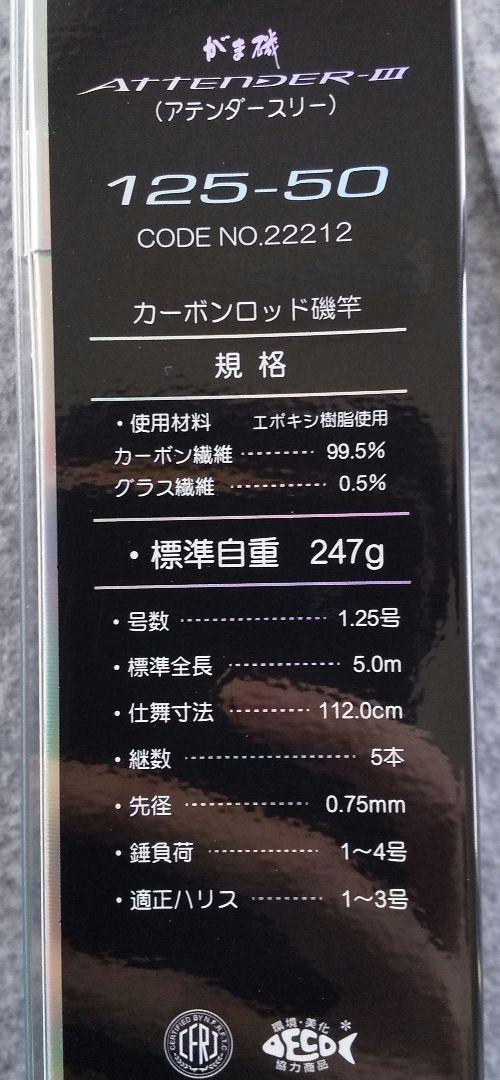 がま磯
ATTENDER-III
（アテンダースリー）
125-50
CODE NO.22212
カーボンロッド磯竿
規格
・使用材料 エポキシ樹脂使用
カーボン繊維 ………… 99.5%
グラス繊維 ………… 0.5%
・標準自重 247g
・号数 ………… 1.25号
・標準全長 ………… 5.0m
・仕舞寸法 ………… 112.0cm
・継数 ………… 5本
・先径 ………… 0.75mm
・錘負荷 ………… 1〜4号
・適正ハリス ………… 1〜3号
CERTIFIED BY N.F.R.F.T.C
CFRP
環境・美化
ECO
協力商品